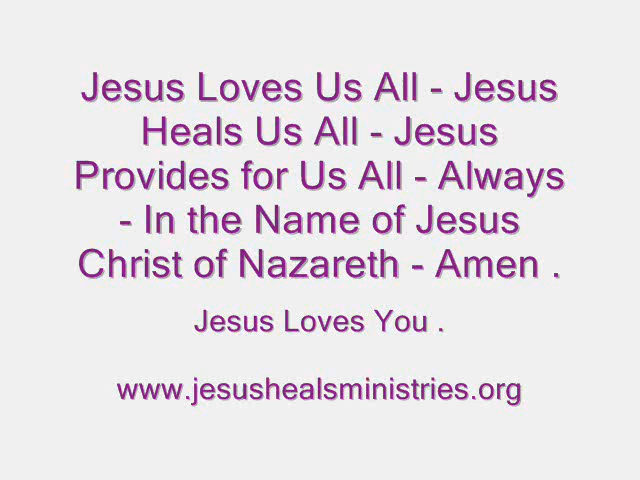 Jesus Loves Us All - Jesus
Heals Us All - Jesus
Provides for Us All - Always
- In the Name of Jesus
Christ of Nazareth - Amen .
Jesus Loves You .
www.jesushealsministries.org